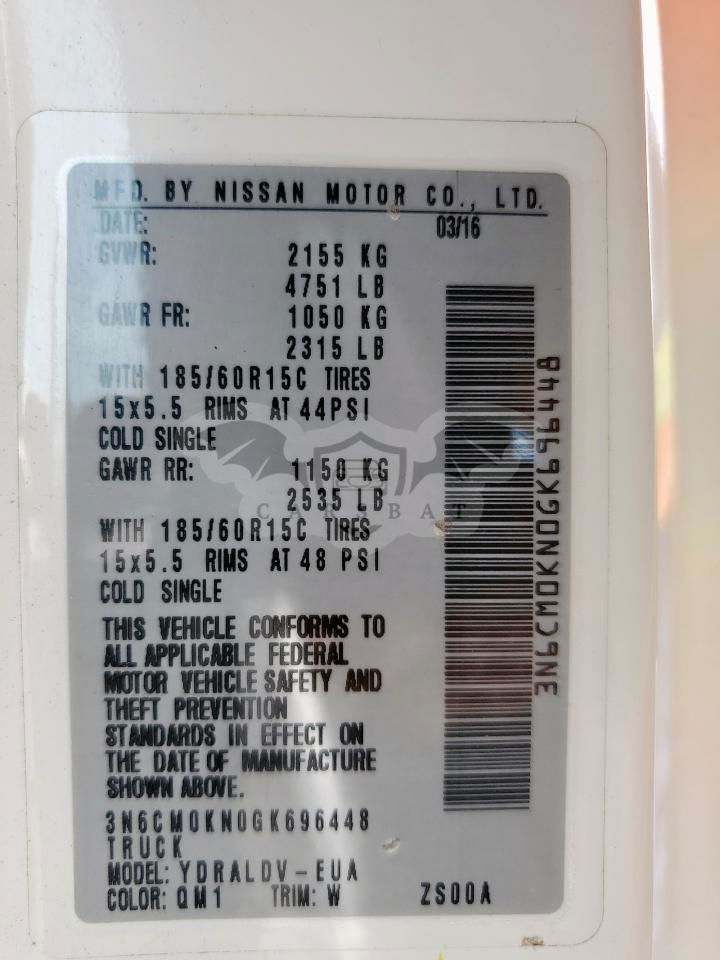 MFD. BY NISSAN MOTOR CO., LTD.
DATE: 03/16
GVWR: 2155 KG
4751 LB
GAWR FR: 1050 KG
2315 LB
WITH 185/60R15C TIRES
15x5.5 RIMS AT 44PSI
COLD SINGLE
GAWR RR: 1150 KG
2535 LB
WITH 185/60R15C TIRES
15x5.5 RIMS AT 48 PSI
COLD SINGLE
THIS VEHICLE CONFORMS TO
ALL APPLICABLE FEDERAL
MOTOR VEHICLE SAFETY AND
THEFT PREVENTION
STANDARDS IN EFFECT ON
THE DATE OF MANUFACTURE
SHOWN ABOVE.
3N6CM0KN0GK696448
TRUCK
MODEL: YDRALDV-EUA
COLOR: QM1 TRIM: W ZS00A
3N6CM0KN0GK696448
CARSBAT